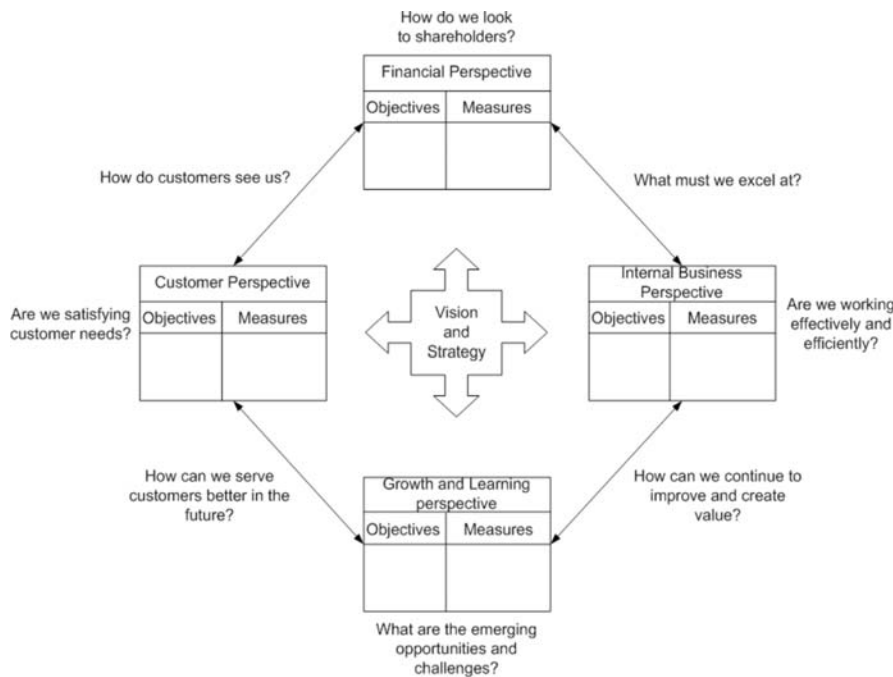 How do we look
to shareholders?
Financial Perspective
Objectives
Measures
How do customers see us?
What must we excel at?
Customer Perspective
Objectives
Measures
Are we satisfying
customer needs?
Vision
and
Strategy
Internal Business
Perspective
Objectives
Measures
Are we working
effectively and
efficiently?
How can we serve
customers better in the
future?
Growth and Learning
perspective
Objectives
Measures
How can we continue to
improve and create
value?
What are the emerging
opportunities and
challenges?